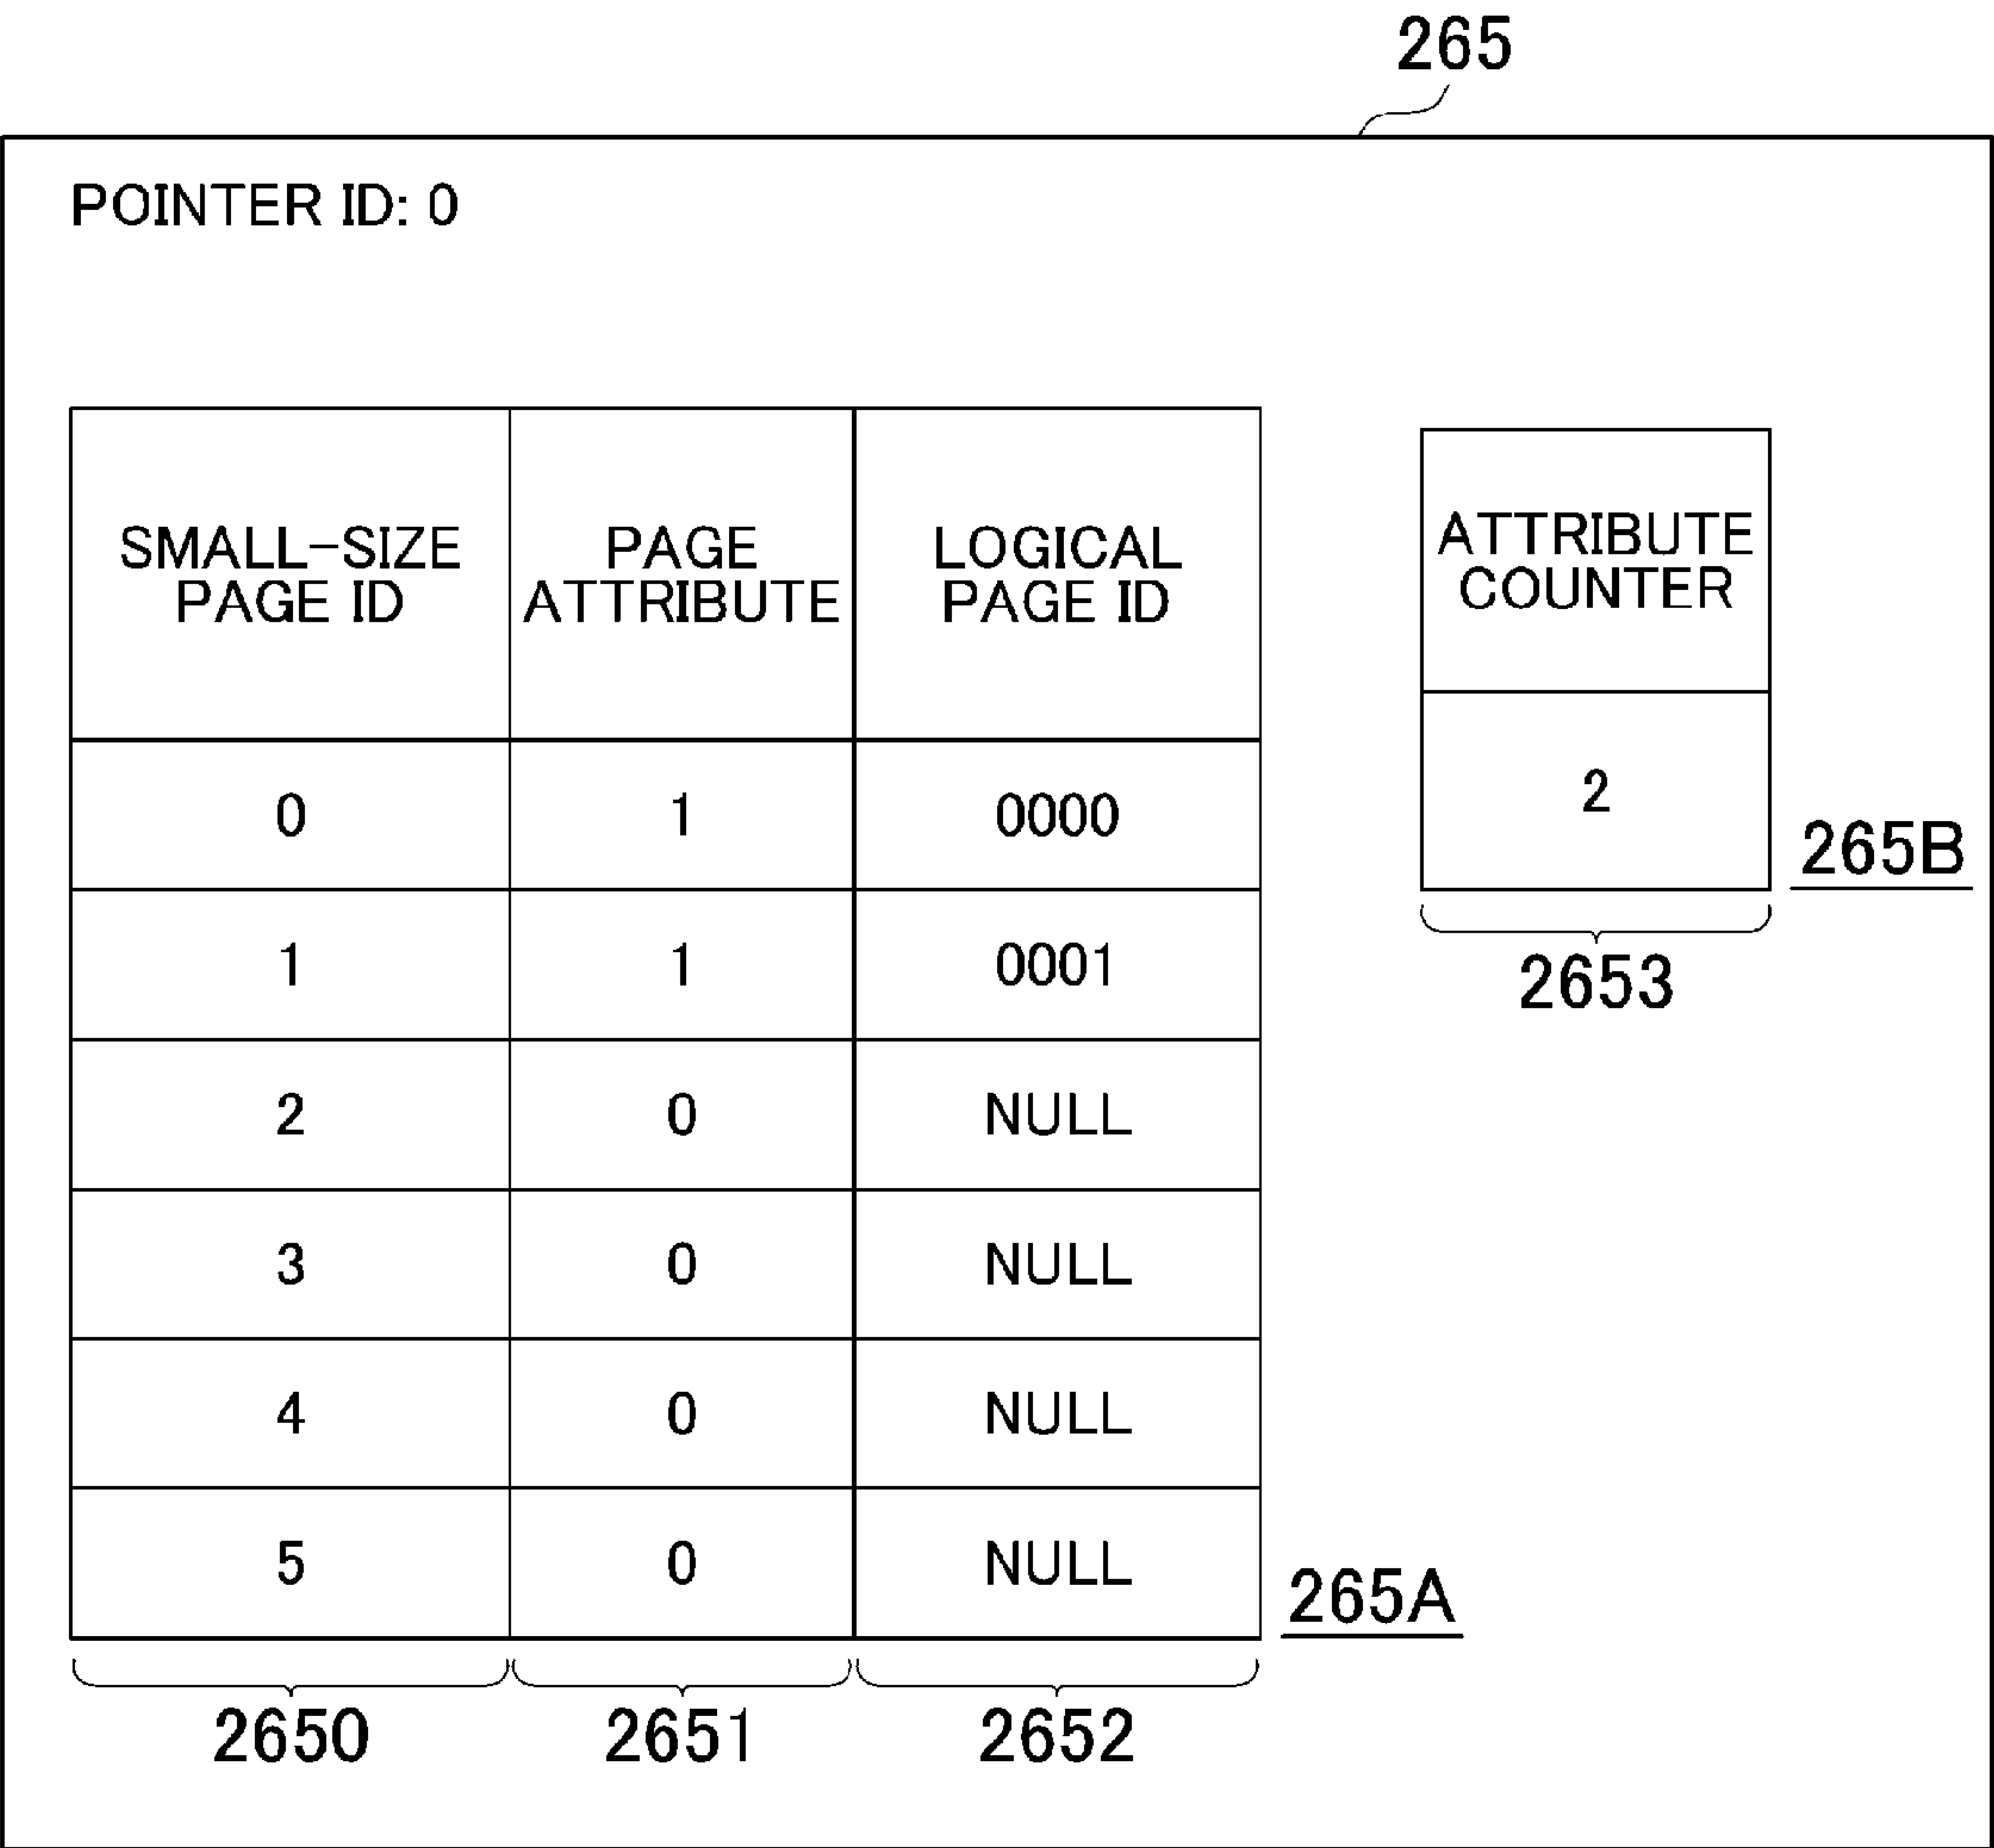 265
POINTER ID: 0
SMALL-SIZE PAGE ATTRIBUTE LOGICAL
PAGE ID PAGE ID
ATTRIBUTE
COUNTER
0 1 0000
2
265B
1 1 0001
2653
2 0 NULL
3 0 NULL
4 0 NULL
5 0 NULL
265A
2650 2651 2652